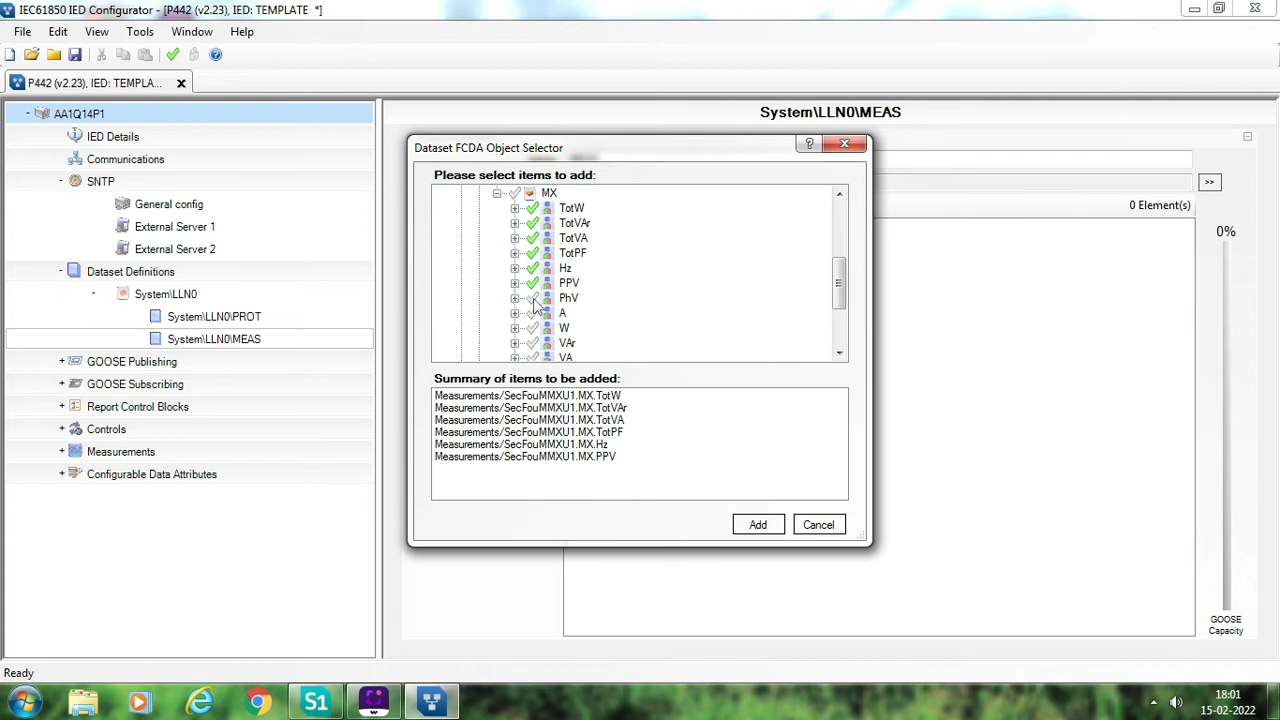 IEC61850 IED Configurator - [P442 (v2.23), IED: TEMPLATE *]
File Edit View Tools Window Help
P442 (v2.23), IED: TEMPLA...
AA1Q14P1
IED Details
Communications
SNTP
General config
External Server 1
External Server 2
Dataset Definitions
System\LLN0
System\LLN0\PROT
System\LLN0\MEAS
GOOSE Publishing
GOOSE Subscribing
Report Control Blocks
Controls
Measurements
Configurable Data Attributes
System\LLN0\MEAS
Dataset FCDA Object Selector
Please select items to add:
MX
TotW
TotVAr
TotVA
TotPF
Hz
PPV
PhV
A
W
VAr
VA
Summary of items to be added:
Measurements/SecFouMMXU1.MX.TotW
Measurements/SecFouMMXU1.MX.TotVAr
Measurements/SecFouMMXU1.MX.TotVA
Measurements/SecFouMMXU1.MX.TotPF
Measurements/SecFouMMXU1.MX.Hz
Measurements/SecFouMMXU1.MX.PPV
Add Cancel
>>
0 Element(s)
0%
GOOSE
Capacity
Ready
S1
18:01
15-02-2022